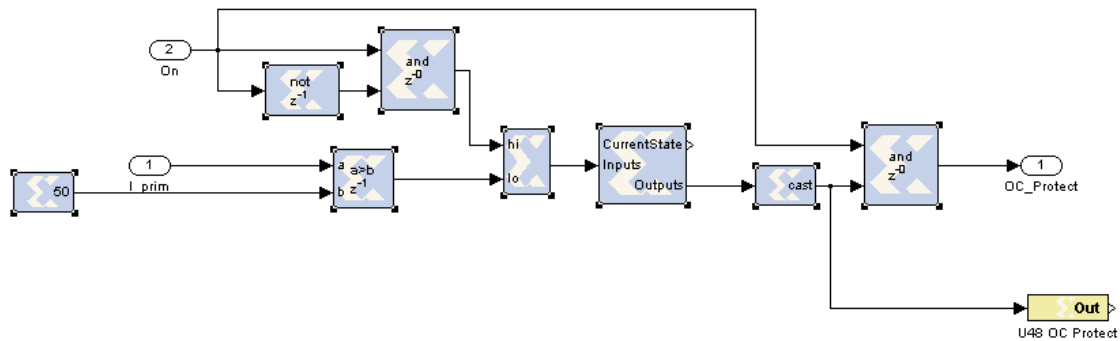 2
On
not
z-1
and
z-0
1
I_prim
50
a
b
a>b
z-1
hi
lo
CurrentState
Inputs
Outputs
cast
and
z-0
1
OC_Protect
Out
U48 OC Protect